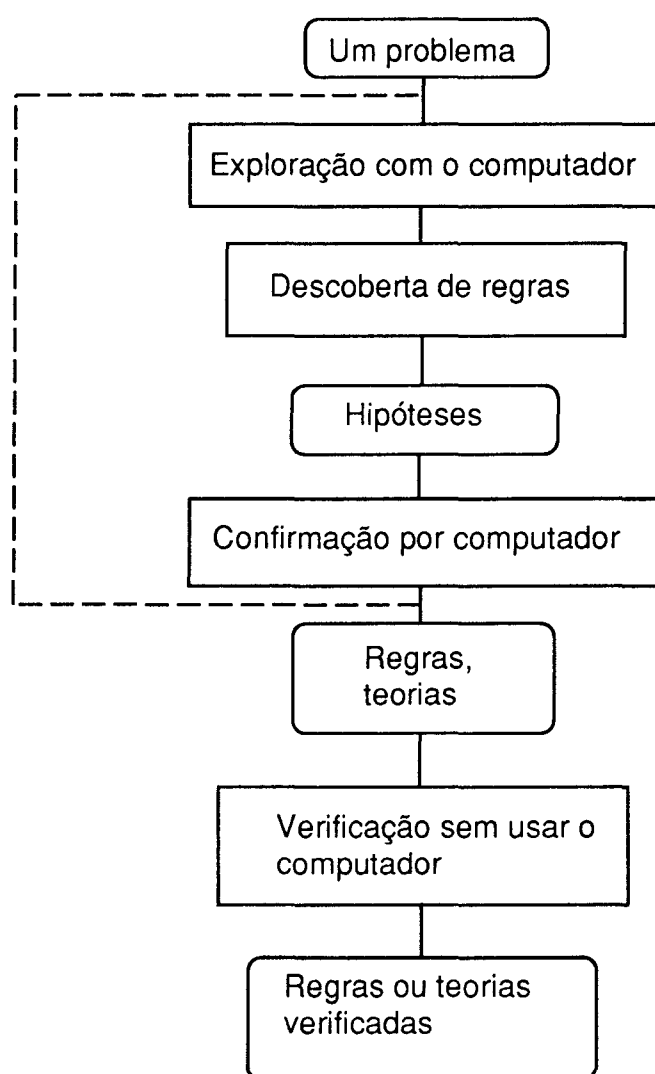 Um problema
Exploração com o computador
Descoberta de regras
Hipóteses
Confirmação por computador
Regras,
teorias
Verificação sem usar o
computador
Regras ou teorias
verificadas